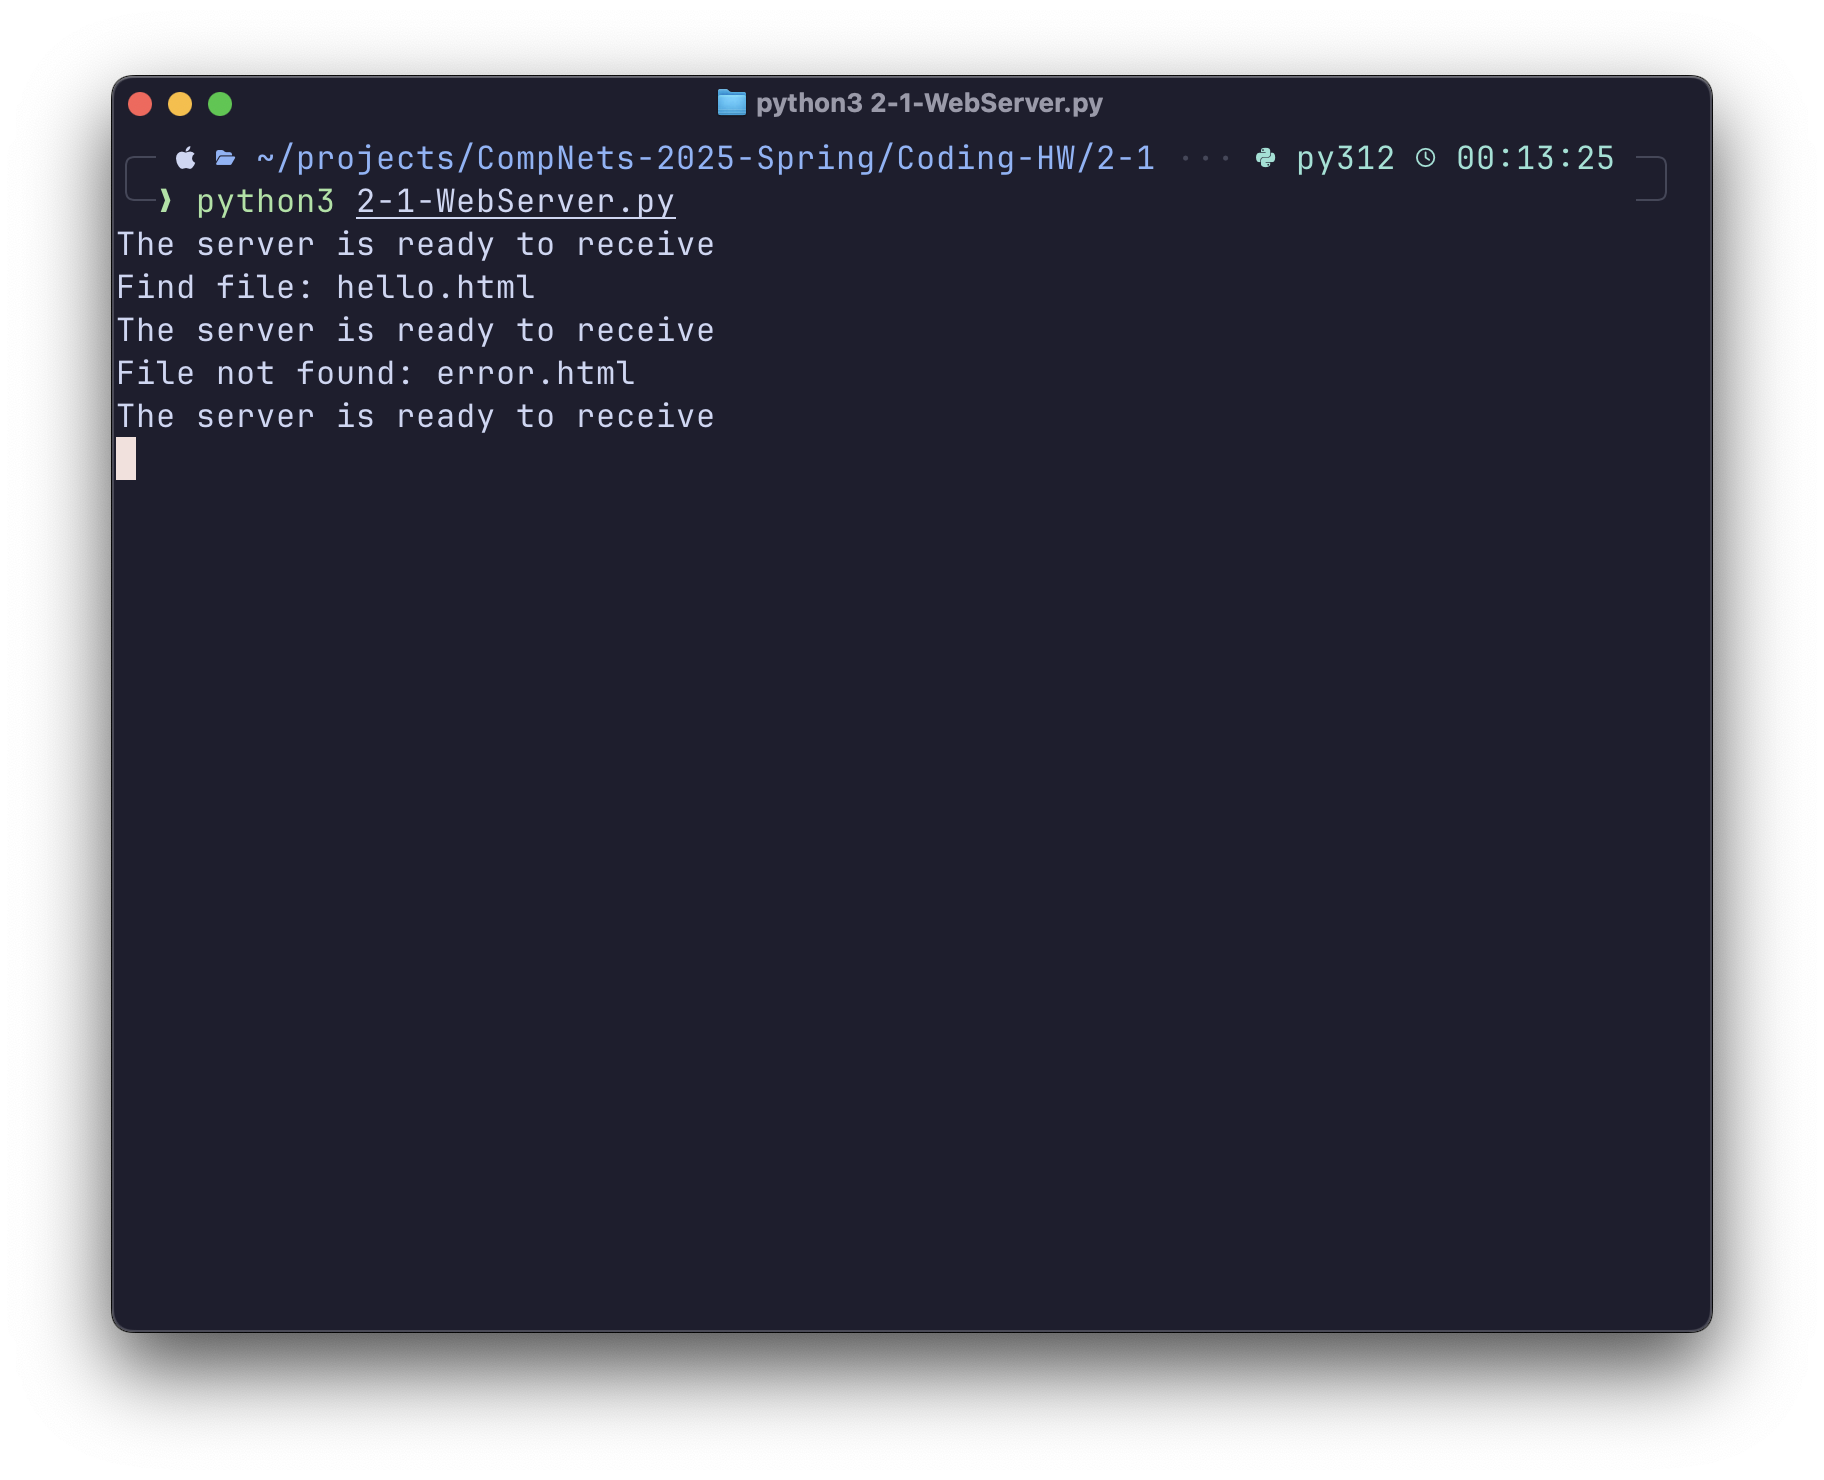 python3 2-1-WebServer.py
~/projects/CompNets-2025-Spring/Coding-HW/2-1 ··· py312 00:13:25
❯ python3 2-1-WebServer.py
The server is ready to receive
Find file: hello.html
The server is ready to receive
File not found: error.html
The server is ready to receive